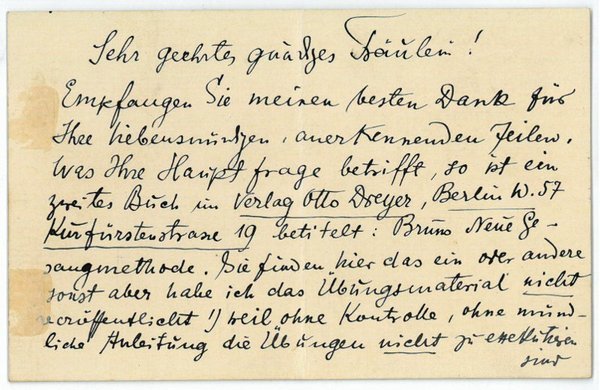 Sehr geehrtes gnädiges Fräulein!
Empfangen Sie meinen besten Dank für
Ihre liebenswürdigen, anerkennenden Zeilen.
Was Ihre Hauptfrage betrifft, so ist ein
zweites Buch im Verlag Otto Dreyer, Berlin W. 57
Kurfürstenstrasse 19 betitelt: Bruns Neue Ge-
sangmethode. Sie finden hier das ein oder andere
sonst aber habe ich das Übungsmaterial nicht
veröffentlicht!) weil ohne Kontrolle, ohne münd-
liche Anleitung die Übungen nicht zu exekutieren
sind